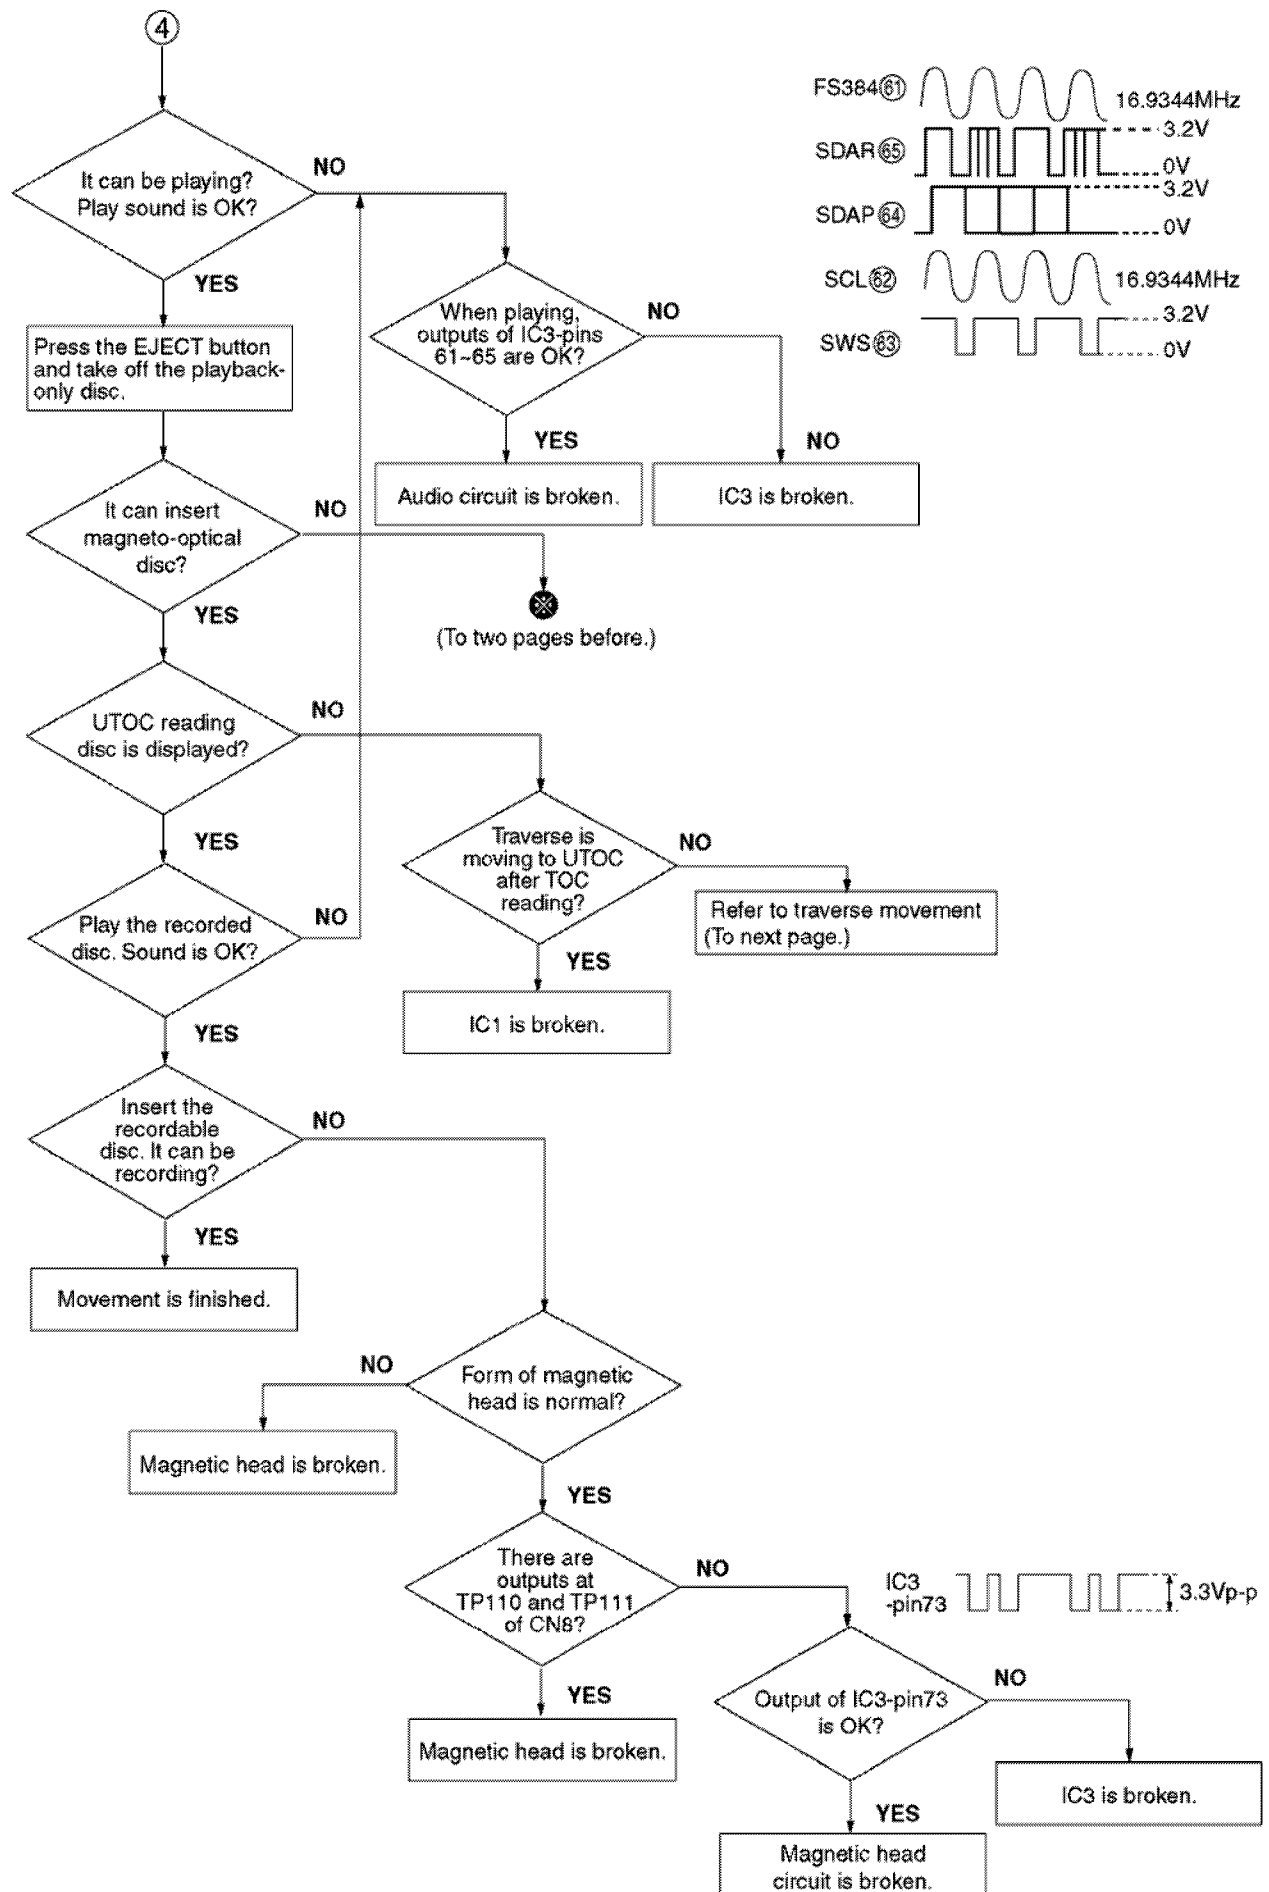 4
FS384 61
16.9344MHz
3.2V
SDAR 65
0V
3.2V
SDAP 64
0V
SCL 62
16.9344MHz
3.2V
SWS 63
0V
It can be playing?
Play sound is OK?
NO
YES
When playing,
outputs of IC3-pins
61~65 are OK?
NO
YES
NO
Audio circuit is broken.
IC3 is broken.
Press the EJECT button
and take off the playback-
only disc.
It can insert
magneto-optical
disc?
NO
YES
※
(To two pages before.)
UTOC reading
disc is displayed?
NO
YES
Traverse is
moving to UTOC
after TOC
reading?
NO
YES
Refer to traverse movement
(To next page.)
IC1 is broken.
Play the recorded
disc. Sound is OK?
NO
YES
Insert the
recordable
disc. It can be
recording?
NO
YES
Movement is finished.
Form of magnetic
head is normal?
NO
YES
Magnetic head is broken.
There are
outputs at
TP110 and TP111
of CN8?
NO
YES
Magnetic head is broken.
IC3
-pin73
3.3Vp-p
Output of IC3-pin73
is OK?
NO
YES
IC3 is broken.
Magnetic head
circuit is broken.